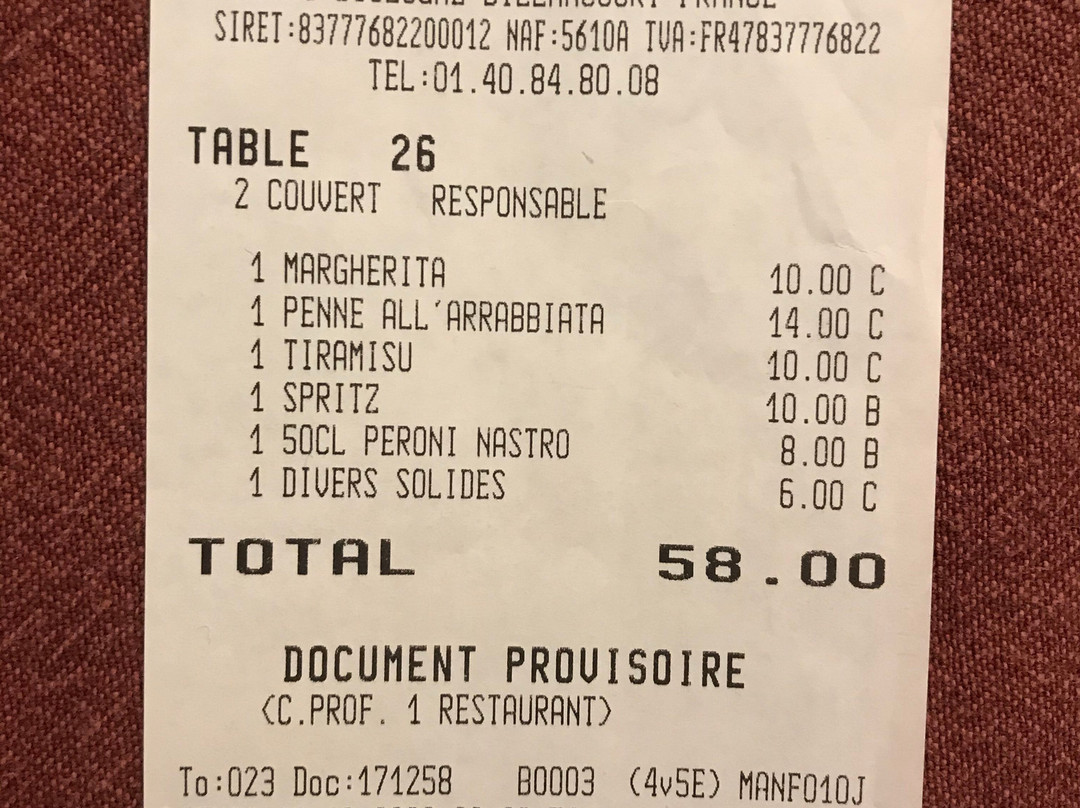 BILLANCOURT FRANCE
SIRET:83777682200012 NAF:5610A TVA:FR47837776822
TEL:01.40.84.80.08
TABLE 26
2 COUVERT RESPONSABLE
1 MARGHERITA 10.00 C
1 PENNE ALL'ARRABBIATA 14.00 C
1 TIRAMISU 10.00 C
1 SPRITZ 10.00 B
1 50CL PERONI NASTRO 8.00 B
1 DIVERS SOLIDES 6.00 C
TOTAL 58.00
DOCUMENT PROVISOIRE
(C.PROF. 1 RESTAURANT)
To:023 Doc:171258 B0003 (4v5E) MANF010J